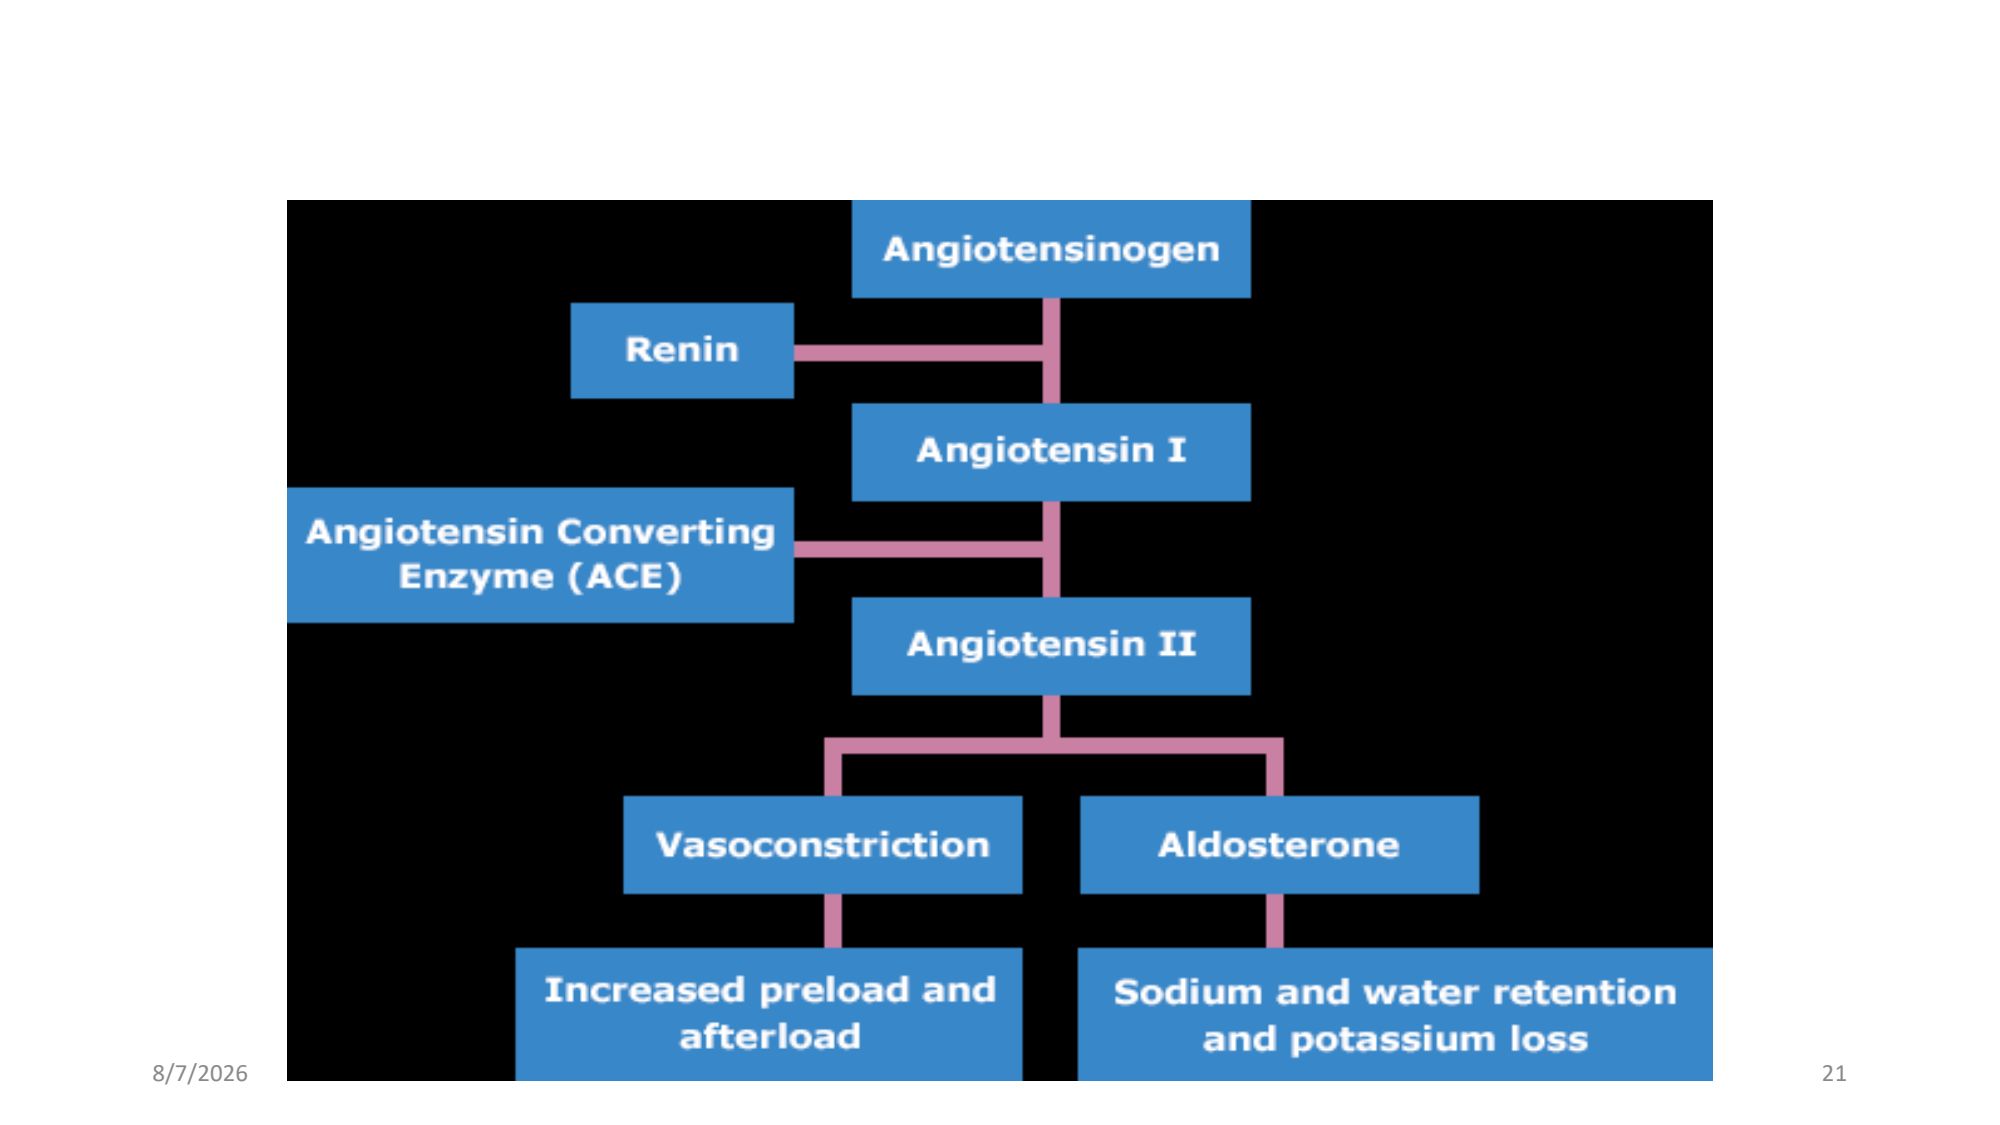 Angiotensinogen
Renin
Angiotensin I
Angiotensin Converting
Enzyme (ACE)
Angiotensin II
Vasoconstriction
Aldosterone
Increased preload and
afterload
Sodium and water retention
and potassium loss
8/7/2026
21